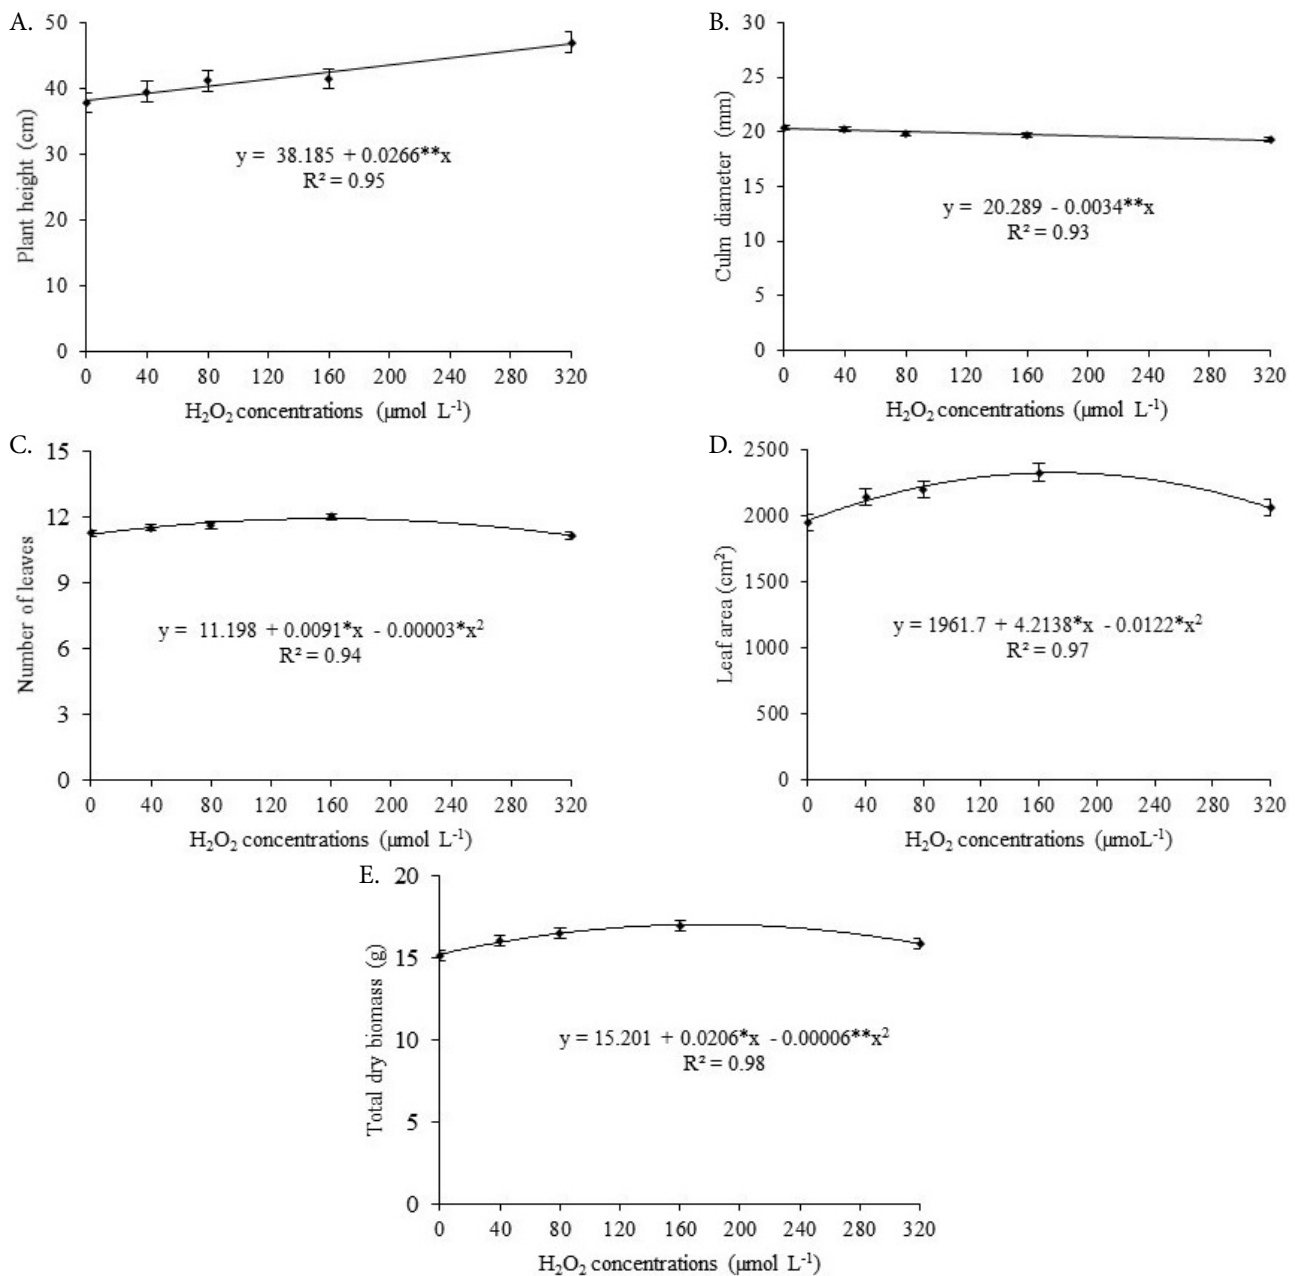 A.
50
40
30
20
10
0
Plant height (cm)
y = 38.185 + 0.0266**x
R² = 0.95
0 40 80 120 160 200 240 280 320
H₂O₂ concentrations (µmol L⁻¹)
B.
30
25
20
15
10
5
0
Culm diameter (mm)
y = 20.289 - 0.0034**x
R² = 0.93
0 40 80 120 160 200 240 280 320
H₂O₂ concentrations (µmol L⁻¹)
C.
15
12
9
6
3
0
Number of leaves
y = 11.198 + 0.0091*x - 0.00003*x²
R² = 0.94
0 40 80 120 160 200 240 280 320
H₂O₂ concentrations (µmol L⁻¹)
D.
2500
2000
1500
1000
500
0
Leaf area (cm²)
y = 1961.7 + 4.2138*x - 0.0122*x²
R² = 0.97
0 40 80 120 160 200 240 280 320
H₂O₂ concentrations (µmoL⁻¹)
E.
20
15
10
5
0
Total dry biomass (g)
y = 15.201 + 0.0206*x - 0.00006**x²
R² = 0.98
0 40 80 120 160 200 240 280 320
H₂O₂ concentrations (µmol L⁻¹)